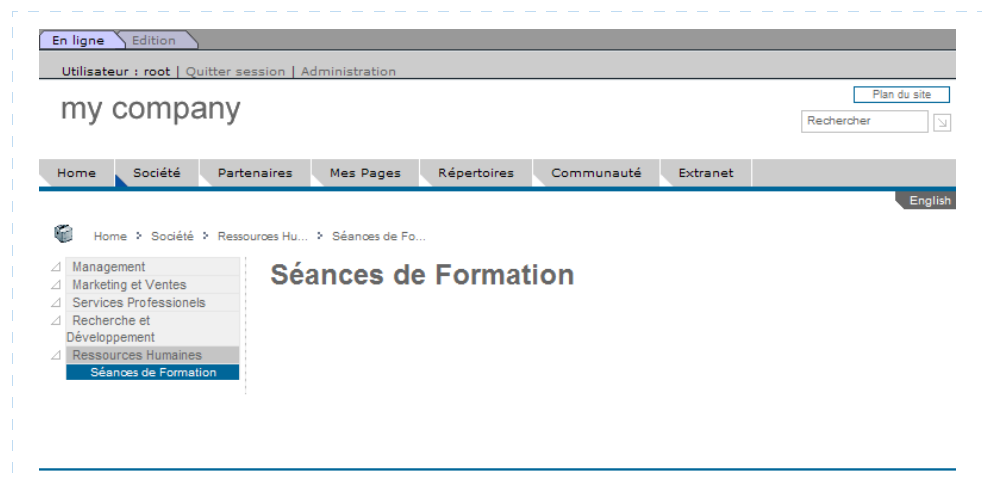 En ligne Edition
Utilisateur : root | Quitter session | Administration
my company
Plan du site
Rechercher
Home Société Partenaires Mes Pages Répertoires Communauté Extranet
English
Home > Société > Ressources Hu... > Séances de Fo...
Management
Marketing et Ventes
Services Professionels
Recherche et
Développement
Ressources Humaines
Séances de Formation
Séances de Formation